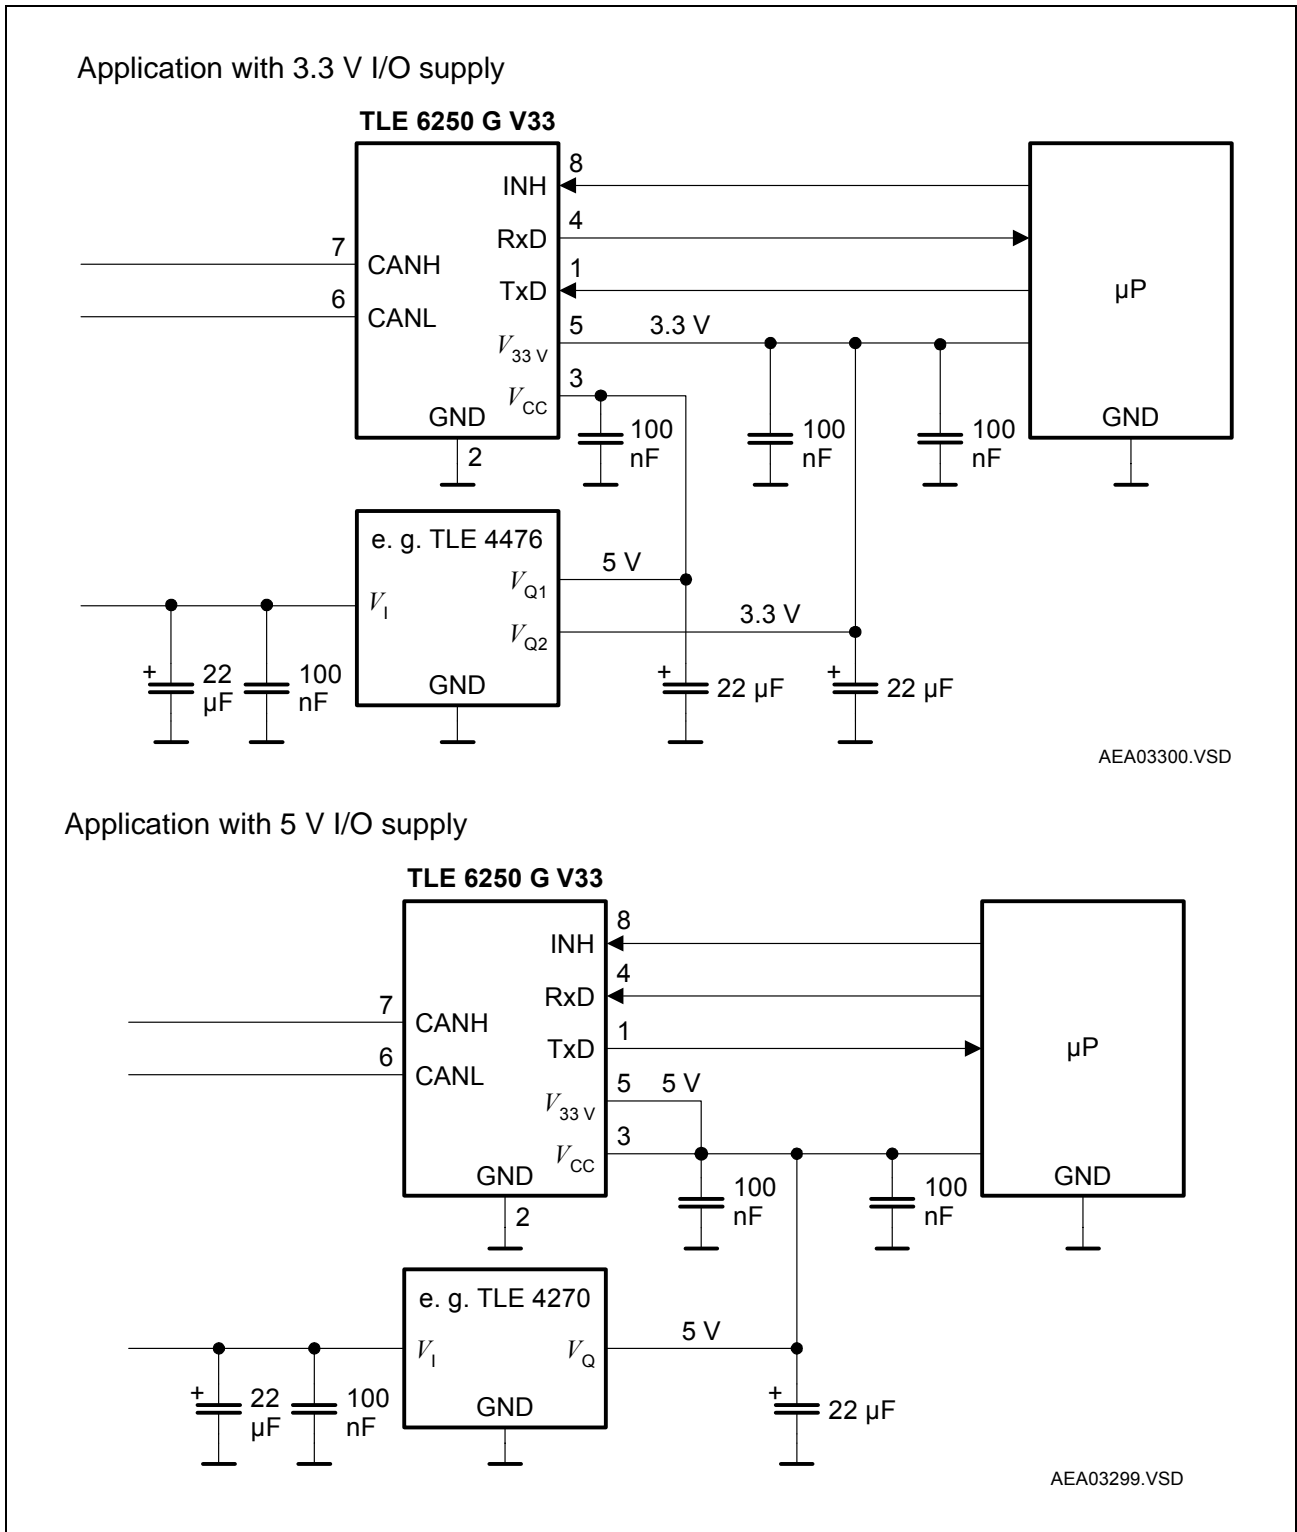 Application with 3.3 V I/O supply
TLE 6250 G V33
8
INH
4
RxD
7
CANH
1
TxD
µP
6
CANL
5
3.3 V
V33 V
3
VCC
GND
2
100
nF
100
nF
100
nF
GND
e. g. TLE 4476
5 V
VQ1
VI
3.3 V
VQ2
+
22
µF
100
nF
GND
+
22 µF
+
22 µF
AEA03300.VSD
Application with 5 V I/O supply
TLE 6250 G V33
8
INH
4
RxD
7
CANH
1
TxD
µP
6
CANL
5
5 V
V33 V
3
VCC
GND
2
100
nF
100
nF
GND
e. g. TLE 4270
5 V
VI
VQ
+
22
µF
100
nF
GND
+
22 µF
AEA03299.VSD